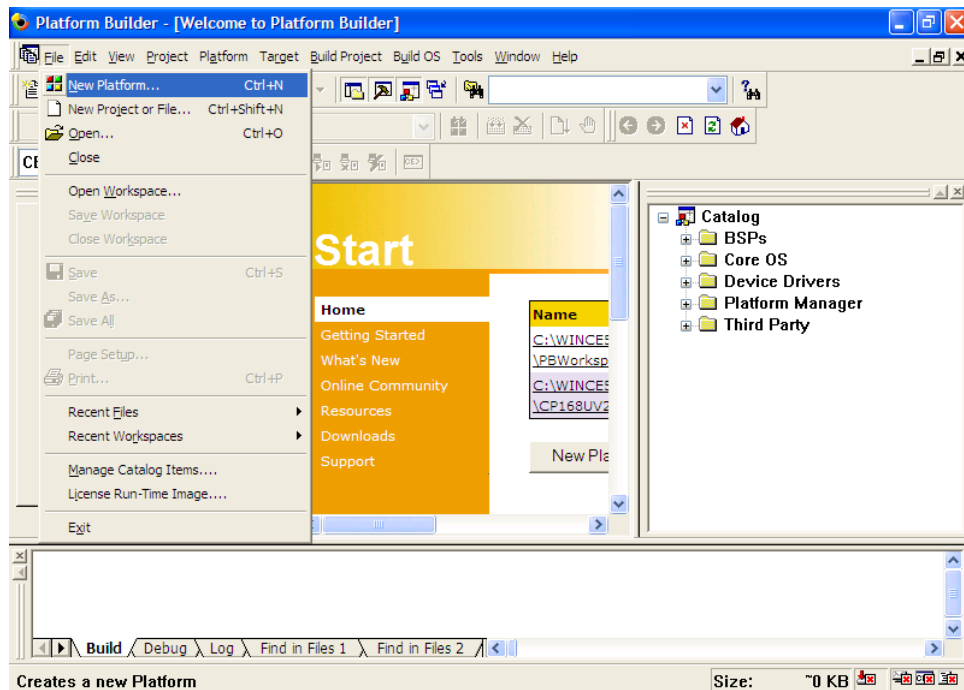 Platform Builder - [Welcome to Platform Builder]
File Edit View Project Platform Target Build Project Build OS Tools Window Help
New Platform... Ctrl+N
New Project or File... Ctrl+Shift+N
Open... Ctrl+O
Close
Open Workspace...
Save Workspace
Close Workspace
Save Ctrl+S
Save As...
Save All
Page Setup...
Print... Ctrl+P
Recent Files
Recent Workspaces
Manage Catalog Items....
License Run-Time Image....
Exit
CE
Start
Home
Getting Started
What's New
Online Community
Resources
Downloads
Support
Name
C:\WINCE5
\PBWorksp
C:\WINCE5
\CP168UV2
New Pla
Catalog
BSPs
Core OS
Device Drivers
Platform Manager
Third Party
Build Debug Log Find in Files 1 Find in Files 2
Creates a new Platform
Size: ~0 KB